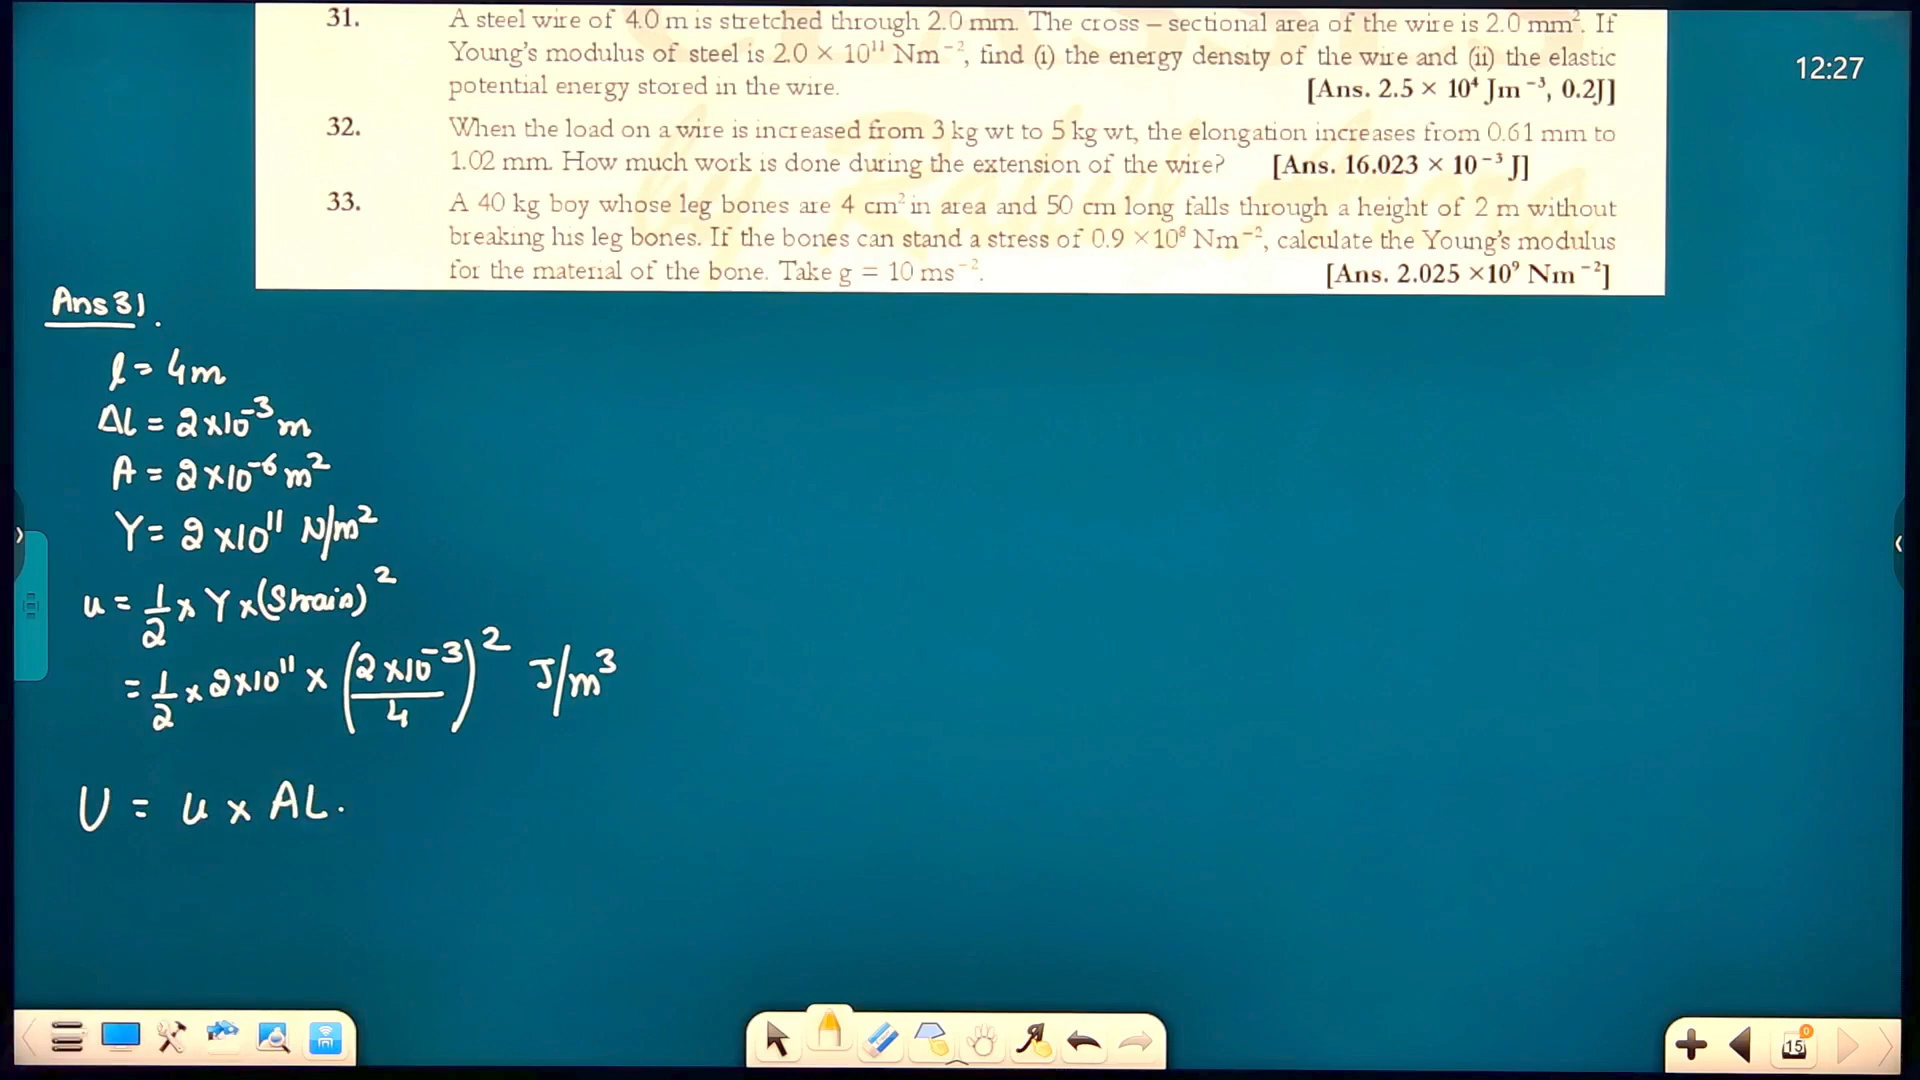 31. A steel wire of 4.0 m is stretched through 2.0 mm. The cross – sectional area of the wire is 2.0 mm². If
Young's modulus of steel is 2.0 × 10¹¹ Nm⁻², find (i) the energy density of the wire and (ii) the elastic
potential energy stored in the wire. [Ans. 2.5 × 10⁴ Jm⁻³, 0.2J]
32. When the load on a wire is increased from 3 kg wt to 5 kg wt, the elongation increases from 0.61 mm to
1.02 mm. How much work is done during the extension of the wire? [Ans. 16.023 × 10⁻³ J]
33. A 40 kg boy whose leg bones are 4 cm² in area and 50 cm long falls through a height of 2 m without
breaking his leg bones. If the bones can stand a stress of 0.9 ×10⁸ Nm⁻², calculate the Young's modulus
for the material of the bone. Take g = 10 ms⁻². [Ans. 2.025 ×10⁹ Nm⁻²]
12:27
Ans 31.
l = 4m
Δl = 2×10⁻³ m
A = 2×10⁻⁶ m²
Y = 2×10¹¹ N/m²
u = 1/2 × Y × (Strain)²
= 1/2 × 2×10¹¹ × (2×10⁻³/4)² J/m³
U = u × AL.
15
0